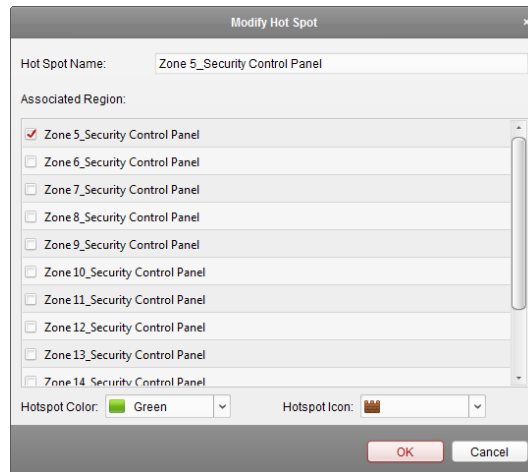 Modify Hot Spot
Hot Spot Name: Zone 5_Security Control Panel
Associated Region:
Zone 5_Security Control Panel
Zone 6_Security Control Panel
Zone 7_Security Control Panel
Zone 8_Security Control Panel
Zone 9_Security Control Panel
Zone 10_Security Control Panel
Zone 11_Security Control Panel
Zone 12_Security Control Panel
Zone 13_Security Control Panel
Zone 14_Security Control Panel
Hotspot Color: Green Hotspot Icon:
OK Cancel